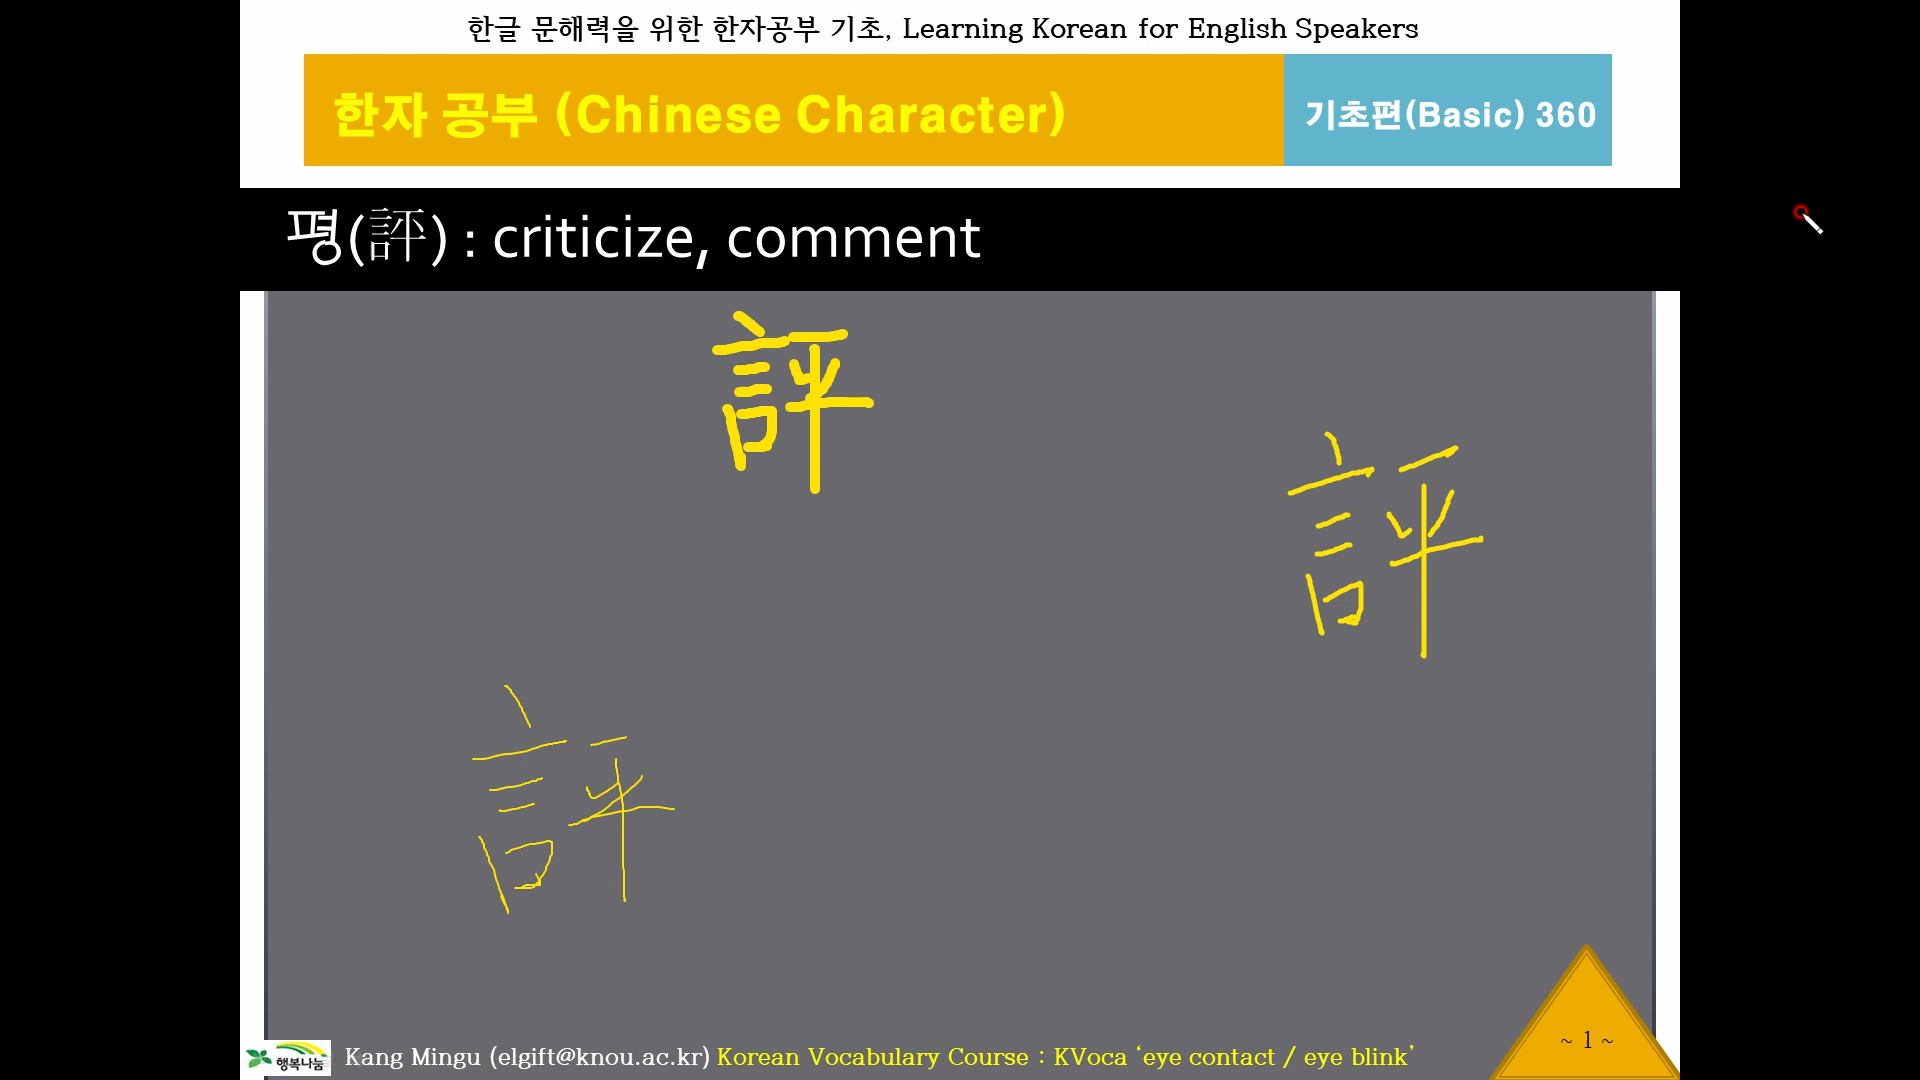 한글 문해력을 위한 한자공부 기초, Learning Korean for English Speakers
한자 공부 (Chinese Character)
기초편(Basic) 360
평(評) : criticize, comment
評
評
評
~ 1 ~
행복나눔
Kang Mingu (elgift@knou.ac.kr) Korean Vocabulary Course : KVoca ‘eye contact / eye blink’